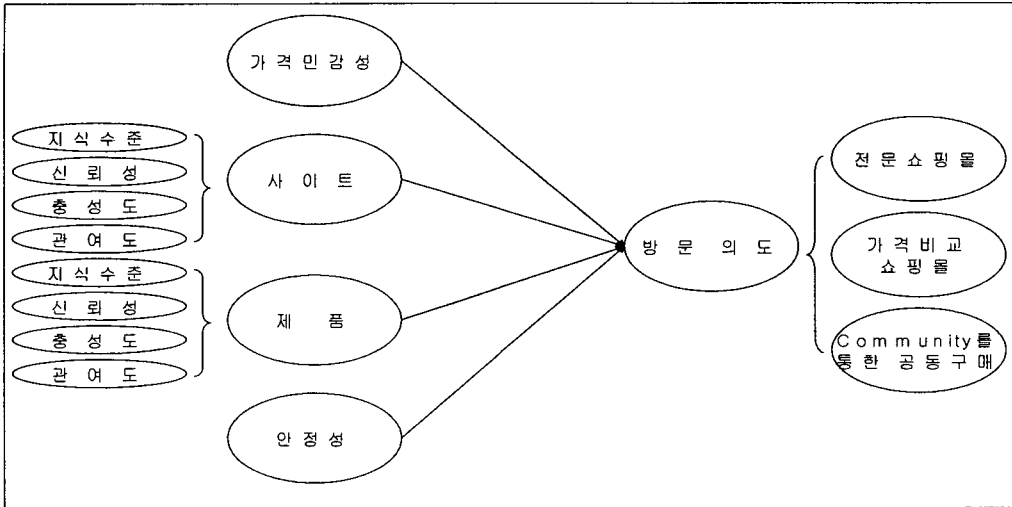 가격민감성
지식수준
신뢰성
충성도
관여도
사이트
지식수준
신뢰성
충성도
관여도
제품
안정성
방문 의도
전문쇼핑몰
가격비교
쇼핑몰
Community를
통한 공동구매